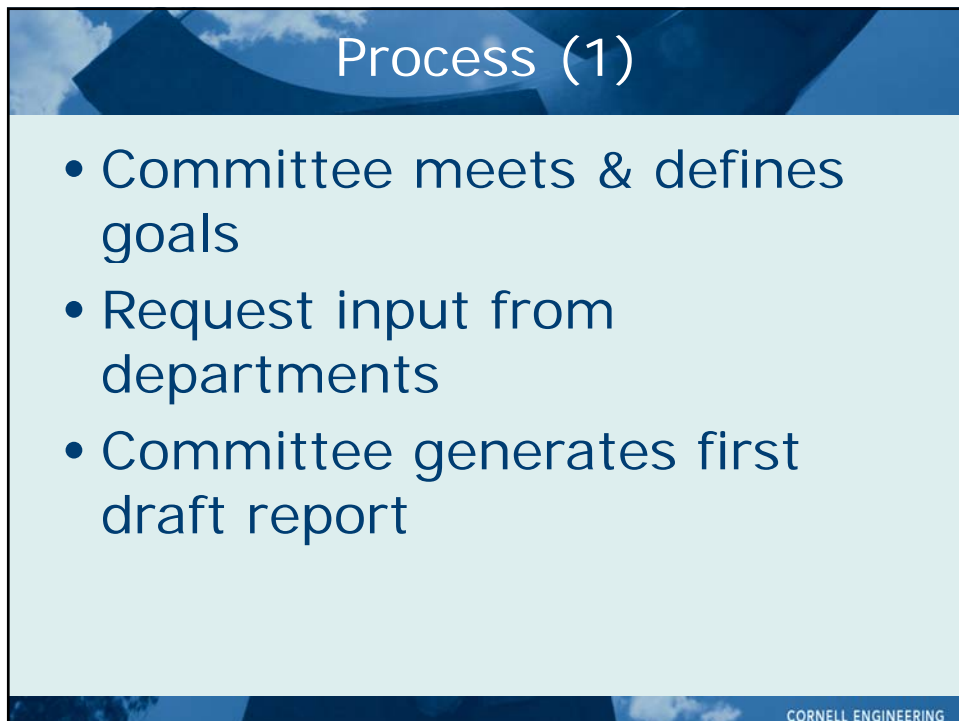 Process (1)
• Committee meets & defines
goals
• Request input from
departments
• Committee generates first
draft report
CORNELL ENGINEERING